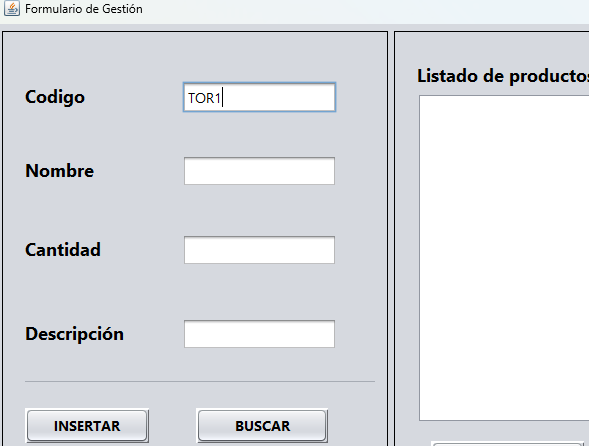 Formulario de Gestión
Codigo
TOR1
Nombre
Cantidad
Descripción
INSERTAR
BUSCAR
Listado de productos